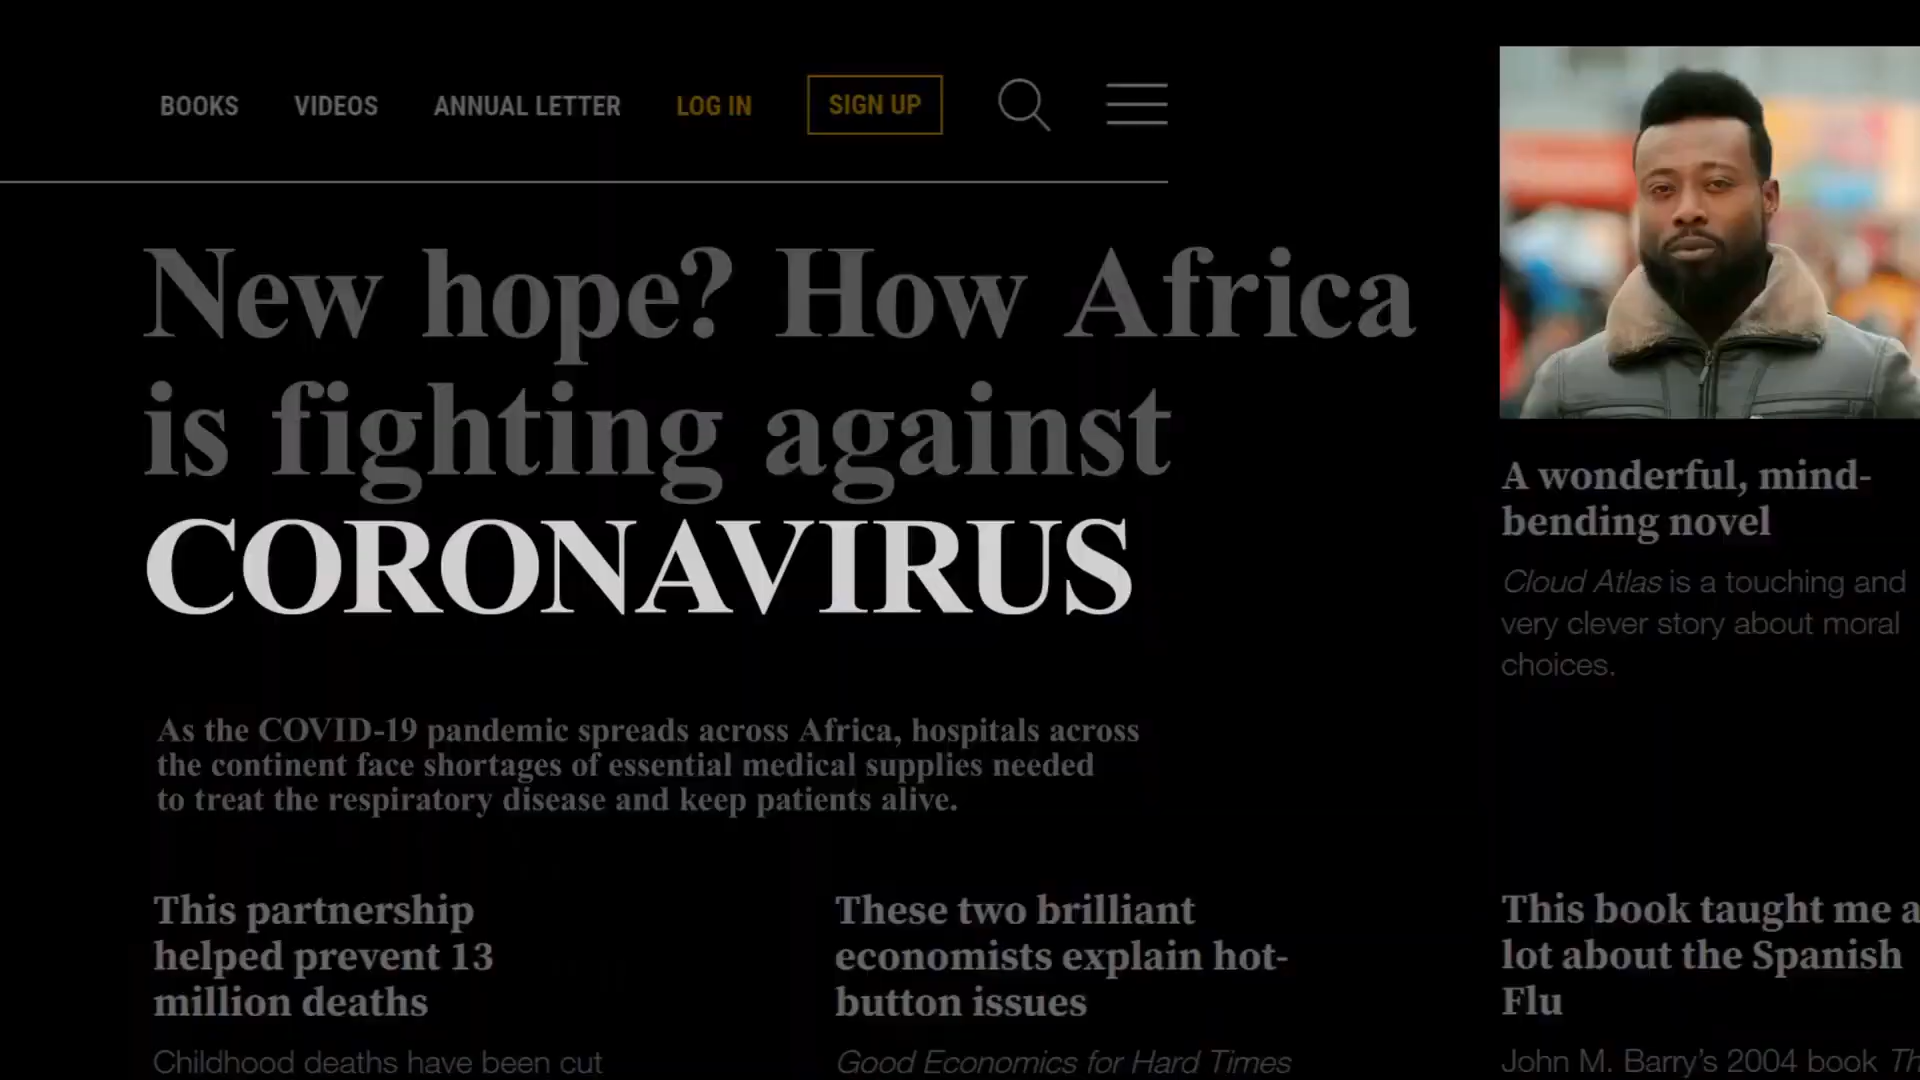 BOOKS VIDEOS ANNUAL LETTER LOG IN SIGN UP
New hope? How Africa
is fighting against
CORONAVIRUS
As the COVID-19 pandemic spreads across Africa, hospitals across
the continent face shortages of essential medical supplies needed
to treat the respiratory disease and keep patients alive.
A wonderful, mind-
bending novel
Cloud Atlas is a touching and
very clever story about moral
choices.
This partnership
helped prevent 13
million deaths
Childhood deaths have been cut
These two brilliant
economists explain hot-
button issues
Good Economics for Hard Times
This book taught me a
lot about the Spanish
Flu
John M. Barry’s 2004 book